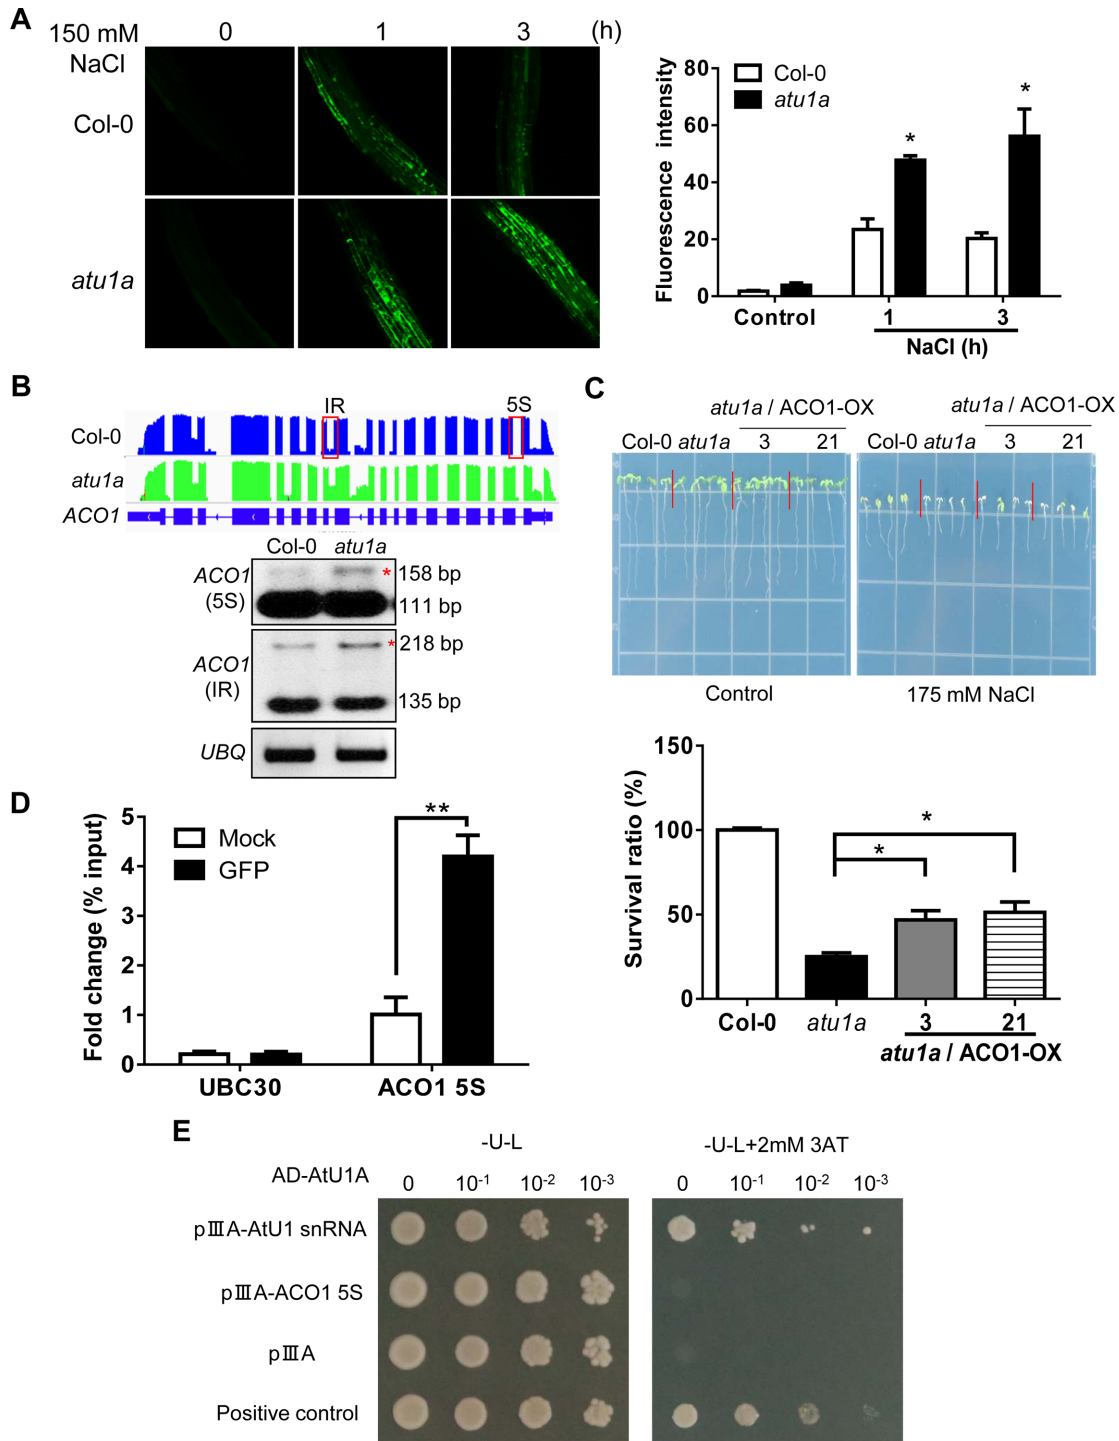 A
150 mM
NaCl
0
1
3
(h)
Col-0
atu1a
Fluorescence intensity
80
60
40
20
0
Col-0
atu1a
*
*
Control
1
3
NaCl (h)
B
IR
5S
Col-0
atu1a
ACO1
Col-0 atu1a
ACO1
(5S)
* 158 bp
111 bp
ACO1
(IR)
* 218 bp
135 bp
UBQ
C
atu1a / ACO1-OX
Col-0 atu1a 3 21
atu1a / ACO1-OX
Col-0 atu1a 3 21
Control
175 mM NaCl
Survival ratio (%)
150
100
50
0
*
*
Col-0
atu1a
3
21
atu1a / ACO1-OX
D
Fold change (% input)
5
4
3
2
1
0
Mock
GFP
**
UBC30
ACO1 5S
E
-U-L
-U-L+2mM 3AT
AD-AtU1A
0 10-1 10-2 10-3
0 10-1 10-2 10-3
pⅢA-AtU1 snRNA
pⅢA-ACO1 5S
pⅢA
Positive control